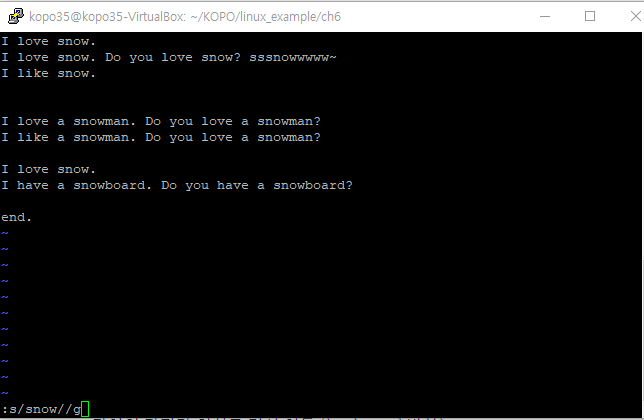 kopo35@kopo35-VirtualBox: ~/KOPO/linux_example/ch6
I love snow.
I love snow. Do you love snow? sssnowwwww~
I like snow.
I love a snowman. Do you love a snowman?
I like a snowman. Do you love a snowman?
I love snow.
I have a snowboard. Do you have a snowboard?
end.
~
~
~
~
~
~
~
~
~
~
~
:s/snow//g